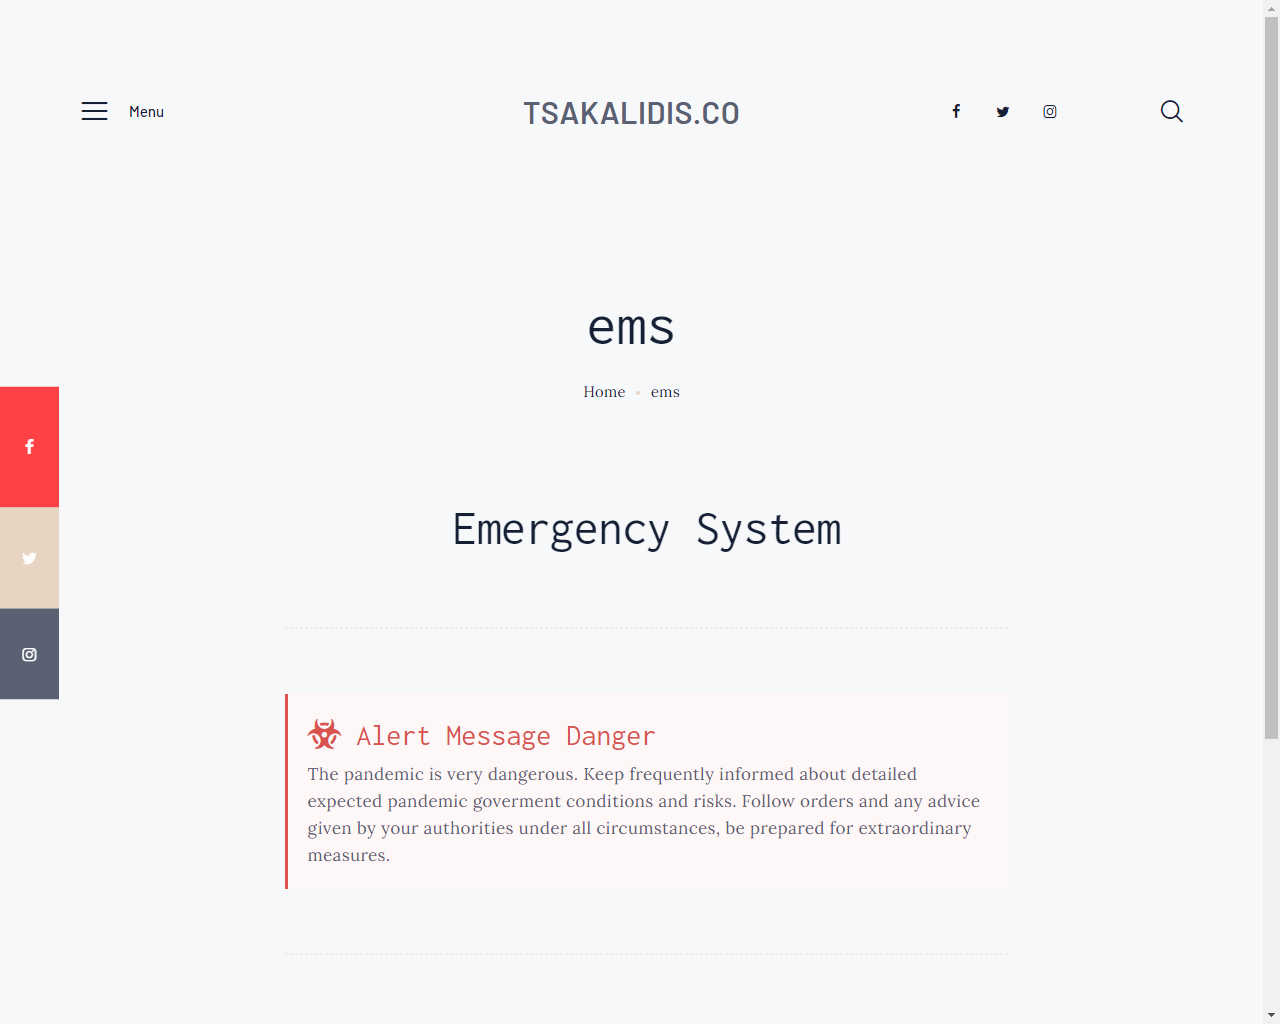 Menu
TSAKALIDIS.CO
ems
Home • ems
Emergency System
Alert Message Danger
The pandemic is very dangerous. Keep frequently informed about detailed
expected pandemic goverment conditions and risks. Follow orders and any advice
given by your authorities under all circumstances, be prepared for extraordinary
measures.